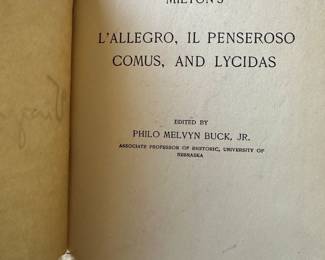 MILTON'S
L'ALLEGRO, IL PENSEROSO
COMUS, AND LYCIDAS
EDITED BY
PHILO MELVYN BUCK, JR.
ASSOCIATE PROFESSOR OF RHETORIC, UNIVERSITY OF
NEBRASKA